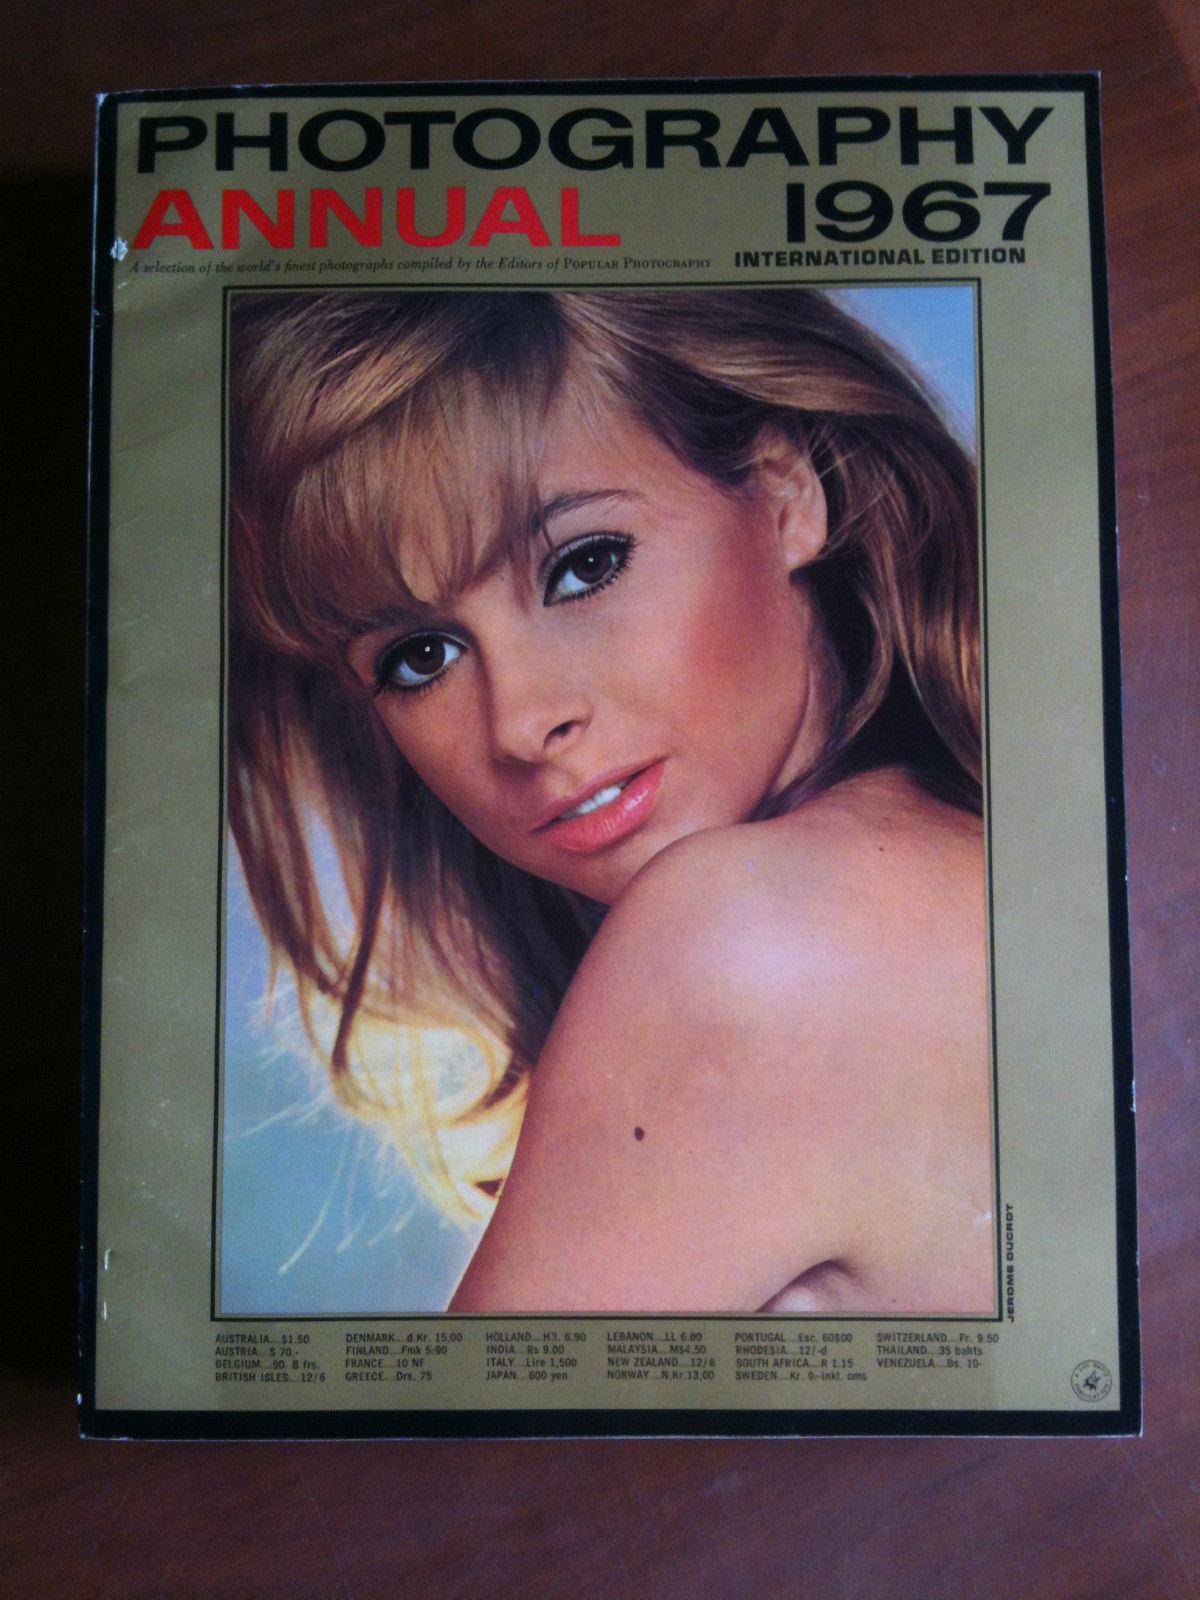 PHOTOGRAPHY
ANNUAL 1967
A selection of the world's finest photographs compiled by the Editors of POPULAR PHOTOGRAPHY
INTERNATIONAL EDITION
JEROME DUCROT
AUSTRALIA....$1.50
AUSTRIA....S 70.-
BELGIUM...90. B frs.
BRITISH ISLES....12/6
DENMARK....d.Kr. 15,00
FINLAND....Fmk 5:90
FRANCE....10 NF
GREECE....Drs. 75
HOLLAND....Hfl. 6.90
INDIA....Rs 9.00
ITALY....Lire 1,500
JAPAN....600 yen
LEBANON....LL 6.00
MALAYSIA....M$4.50
NEW ZEALAND....12/6
NORWAY....N.Kr.13,00
PORTUGAL....Esc. 60$00
RHODESIA....12/-d
SOUTH AFRICA....R 1.15
SWEDEN....Kr. 9:-inkl. oms
SWITZERLAND....Fr. 9.50
THAILAND....35 bahts
VENEZUELA....Bs. 10-